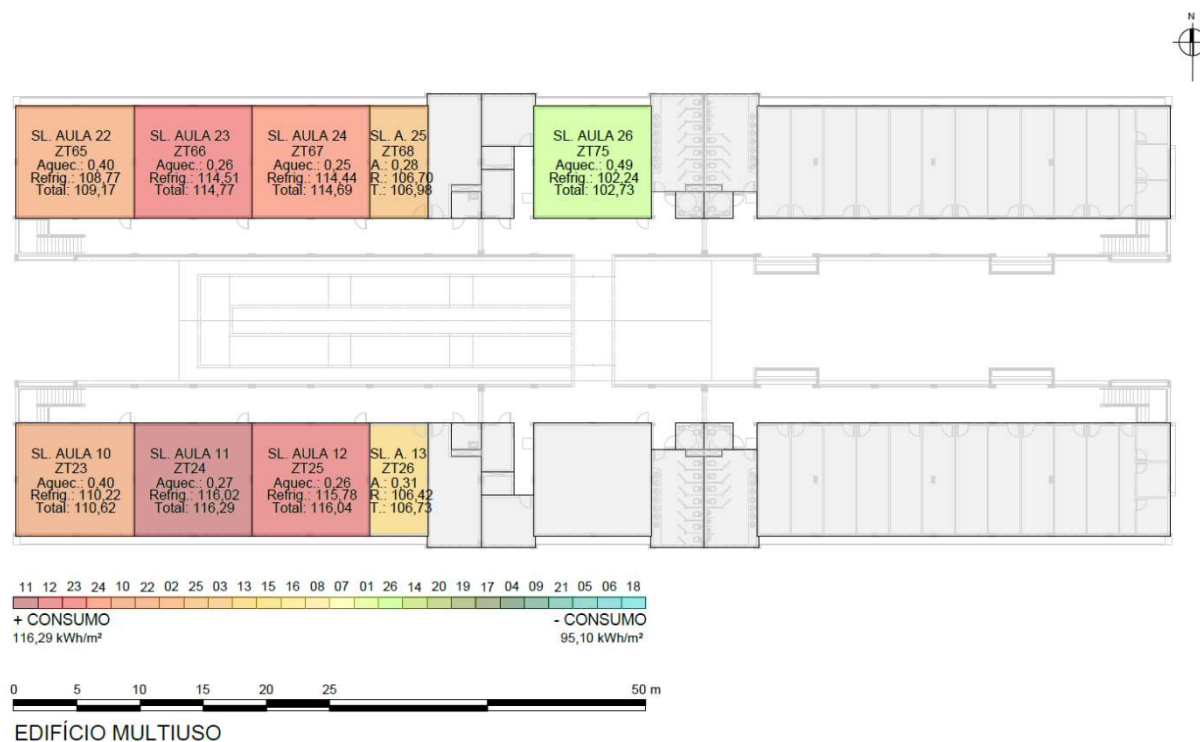 N
SL. AULA 22
ZT65
Aquec.: 0,40
Refrig.: 108,77
Total: 109,17
SL. AULA 23
ZT66
Aquec.: 0,26
Refrig.: 114,51
Total: 114,77
SL. AULA 24
ZT67
Aquec.: 0,25
Refrig.: 114,44
Total: 114,69
SL. A. 25
ZT68
A.: 0,28
R.: 106,70
T.: 106,98
SL. AULA 26
ZT75
Aquec.: 0,49
Refrig.: 102,24
Total: 102,73
SL. AULA 10
ZT23
Aquec.: 0,40
Refrig.: 110,22
Total: 110,62
SL. AULA 11
ZT24
Aquec.: 0,27
Refrig.: 116,02
Total: 116,29
SL. AULA 12
ZT25
Aquec.: 0,26
Refrig.: 115,78
Total: 116,04
SL. A. 13
ZT26
A.: 0,31
R.: 106,42
T.: 106,73
11 12 23 24 10 22 02 25 03 13 15 16 08 07 01 26 14 20 19 17 04 09 21 05 06 18
+ CONSUMO - CONSUMO
116,29 kWh/m² 95,10 kWh/m²
0 5 10 15 20 25 50 m
EDIFÍCIO MULTIUSO